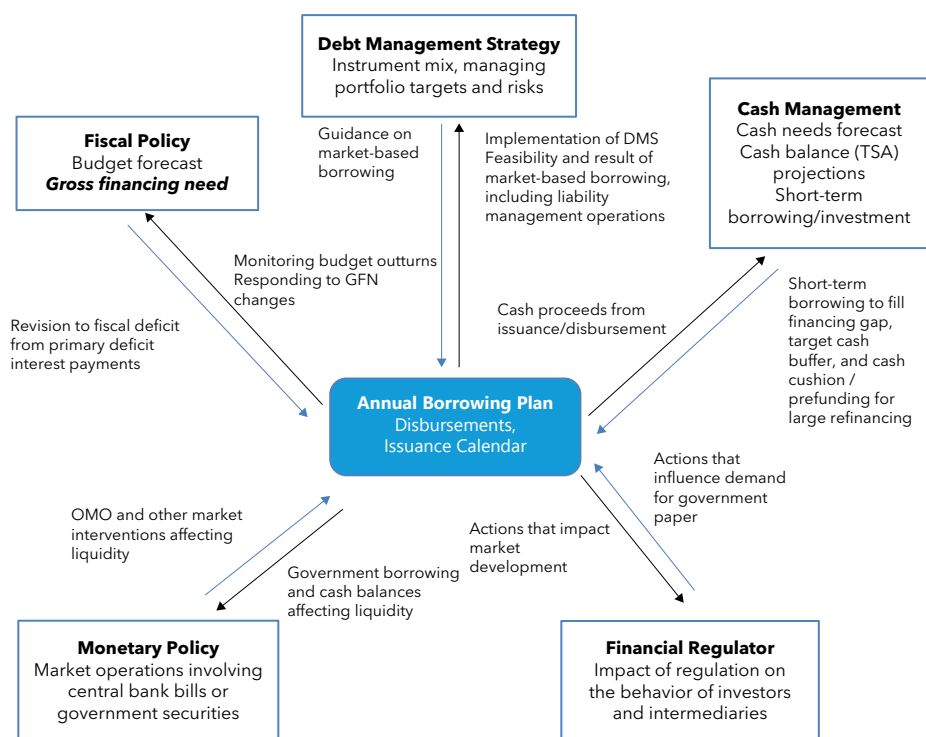 Debt Management Strategy
Instrument mix, managing
portfolio targets and risks
Fiscal Policy
Budget forecast
Gross financing need
Cash Management
Cash needs forecast
Cash balance (TSA)
projections
Short-term
borrowing/investment
Guidance on
market-based
borrowing
Implementation of DMS
Feasibility and result of
market-based borrowing,
including liability
management operations
Monitoring budget outturns
Responding to GFN
changes
Revision to fiscal deficit
from primary deficit
interest payments
Cash proceeds from
issuance/disbursement
Short-term
borrowing to fill
financing gap,
target cash
buffer, and cash
cushion /
prefunding for
large refinancing
Annual Borrowing Plan
Disbursements,
Issuance Calendar
OMO and other market
interventions affecting
liquidity
Government borrowing
and cash balances
affecting liquidity
Actions that impact
market
development
Actions that
influence demand
for government
paper
Monetary Policy
Market operations involving
central bank bills or
government securities
Financial Regulator
Impact of regulation on
the behavior of investors
and intermediaries